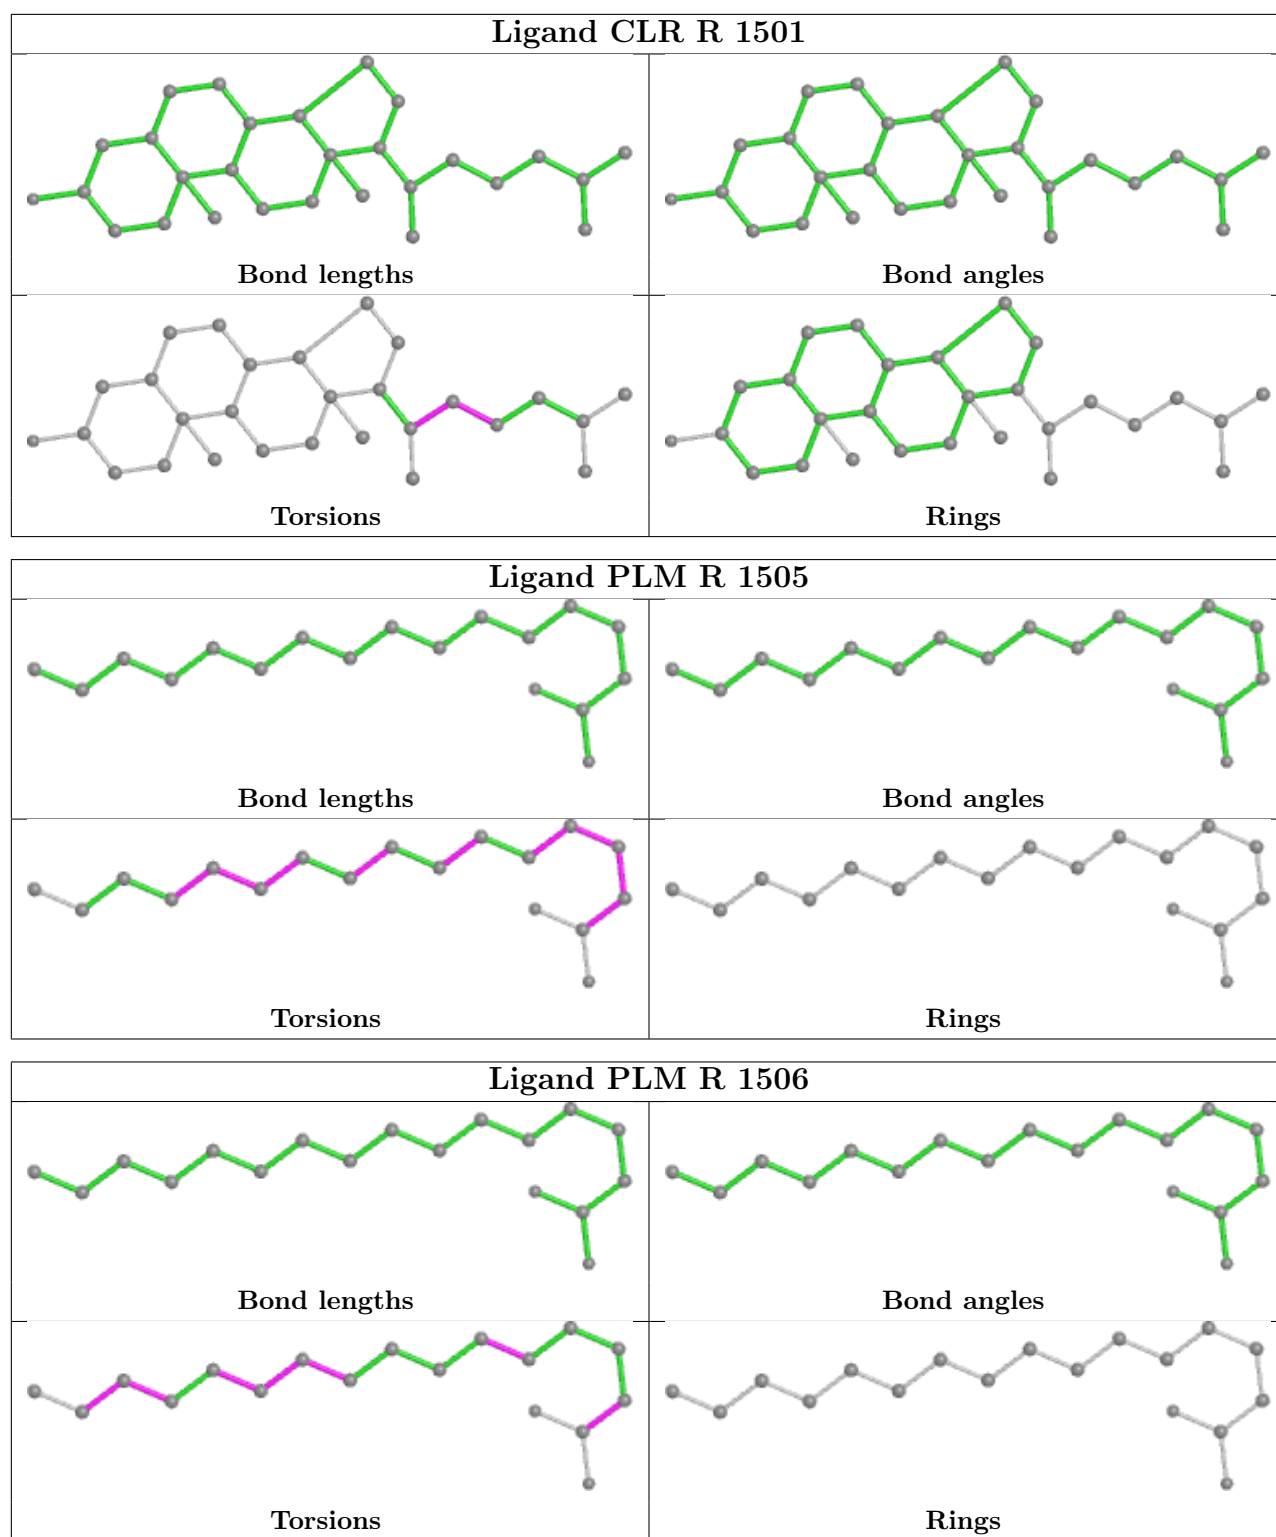 Ligand CLR R 1501
Bond lengths
Bond angles
Torsions
Rings
Ligand PLM R 1505
Bond lengths
Bond angles
Torsions
Rings
Ligand PLM R 1506
Bond lengths
Bond angles
Torsions
Rings